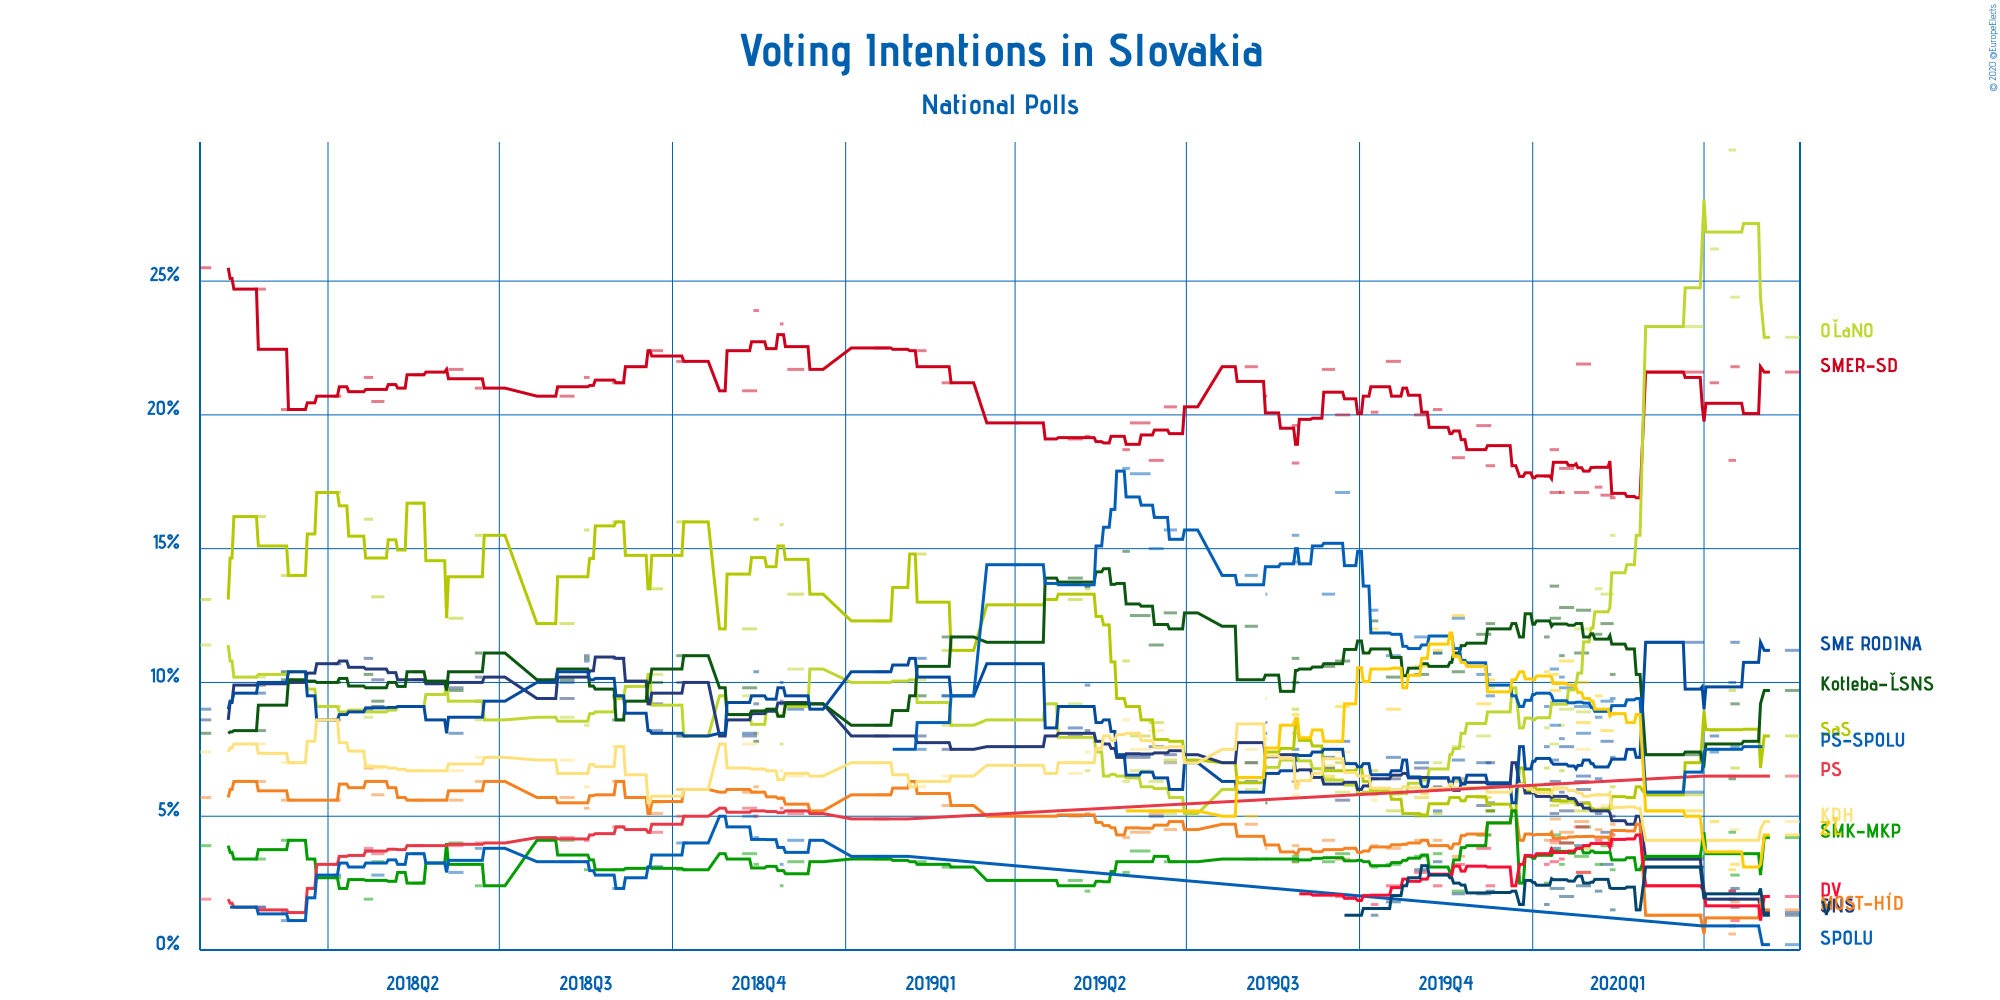 © 2020 @EuropeElects
Voting Intentions in Slovakia
National Polls
25%
20%
15%
10%
5%
0%
OĽaNO
SMER-SD
SME RODINA
Kotleba-ĽSNS
SaS
PS-SPOLU
PS
KDH
SMK-MKP
DV
MOST-HÍD
SNS
SPOLU
2018Q2
2018Q3
2018Q4
2019Q1
2019Q2
2019Q3
2019Q4
2020Q1